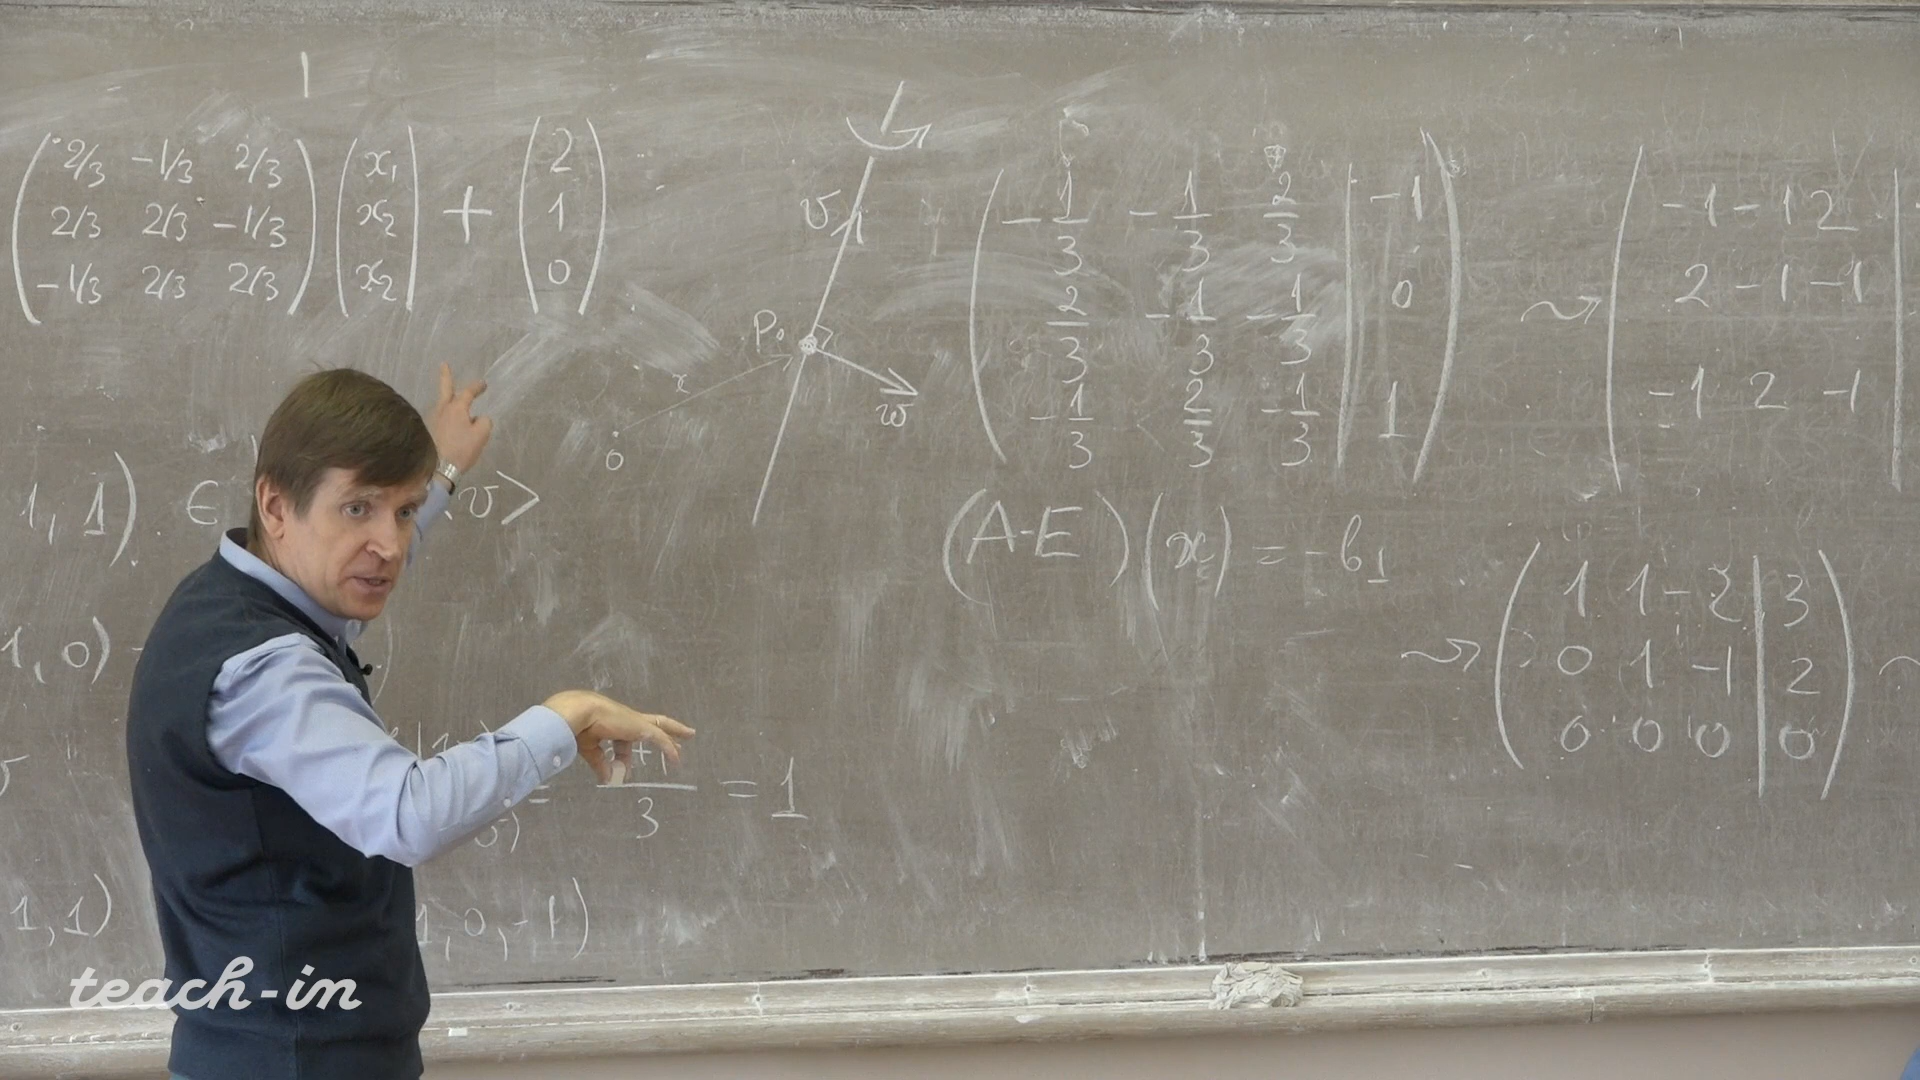 ( 2/3 -1/3 2/3 ) ( x₁ ) + ( 2 )
( 2/3 2/3 -1/3 ) ( x₂ ) ( 1 )
( -1/3 2/3 2/3 ) ( x₂ ) ( 0 )
v
P₀
x
0
w
( -1/3 -1/3 2/3 | -1 )
( 2/3 -1/3 -1/3 | 0 )
( -1/3 2/3 -1/3 | 1 )
~> ( -1 -1 2 |
( 2 -1 -1 |
( -1 2 -1 |
1, 1) ∈ v>
(A-E)(x) = -b₁
~> ( 1 1 -2 | 3 )
( 0 1 -1 | 2 )
( 0 0 0 | 0 )
1, 0)
+1
= — = 1
3
1, 1)
1, 0, -1)
teach-in